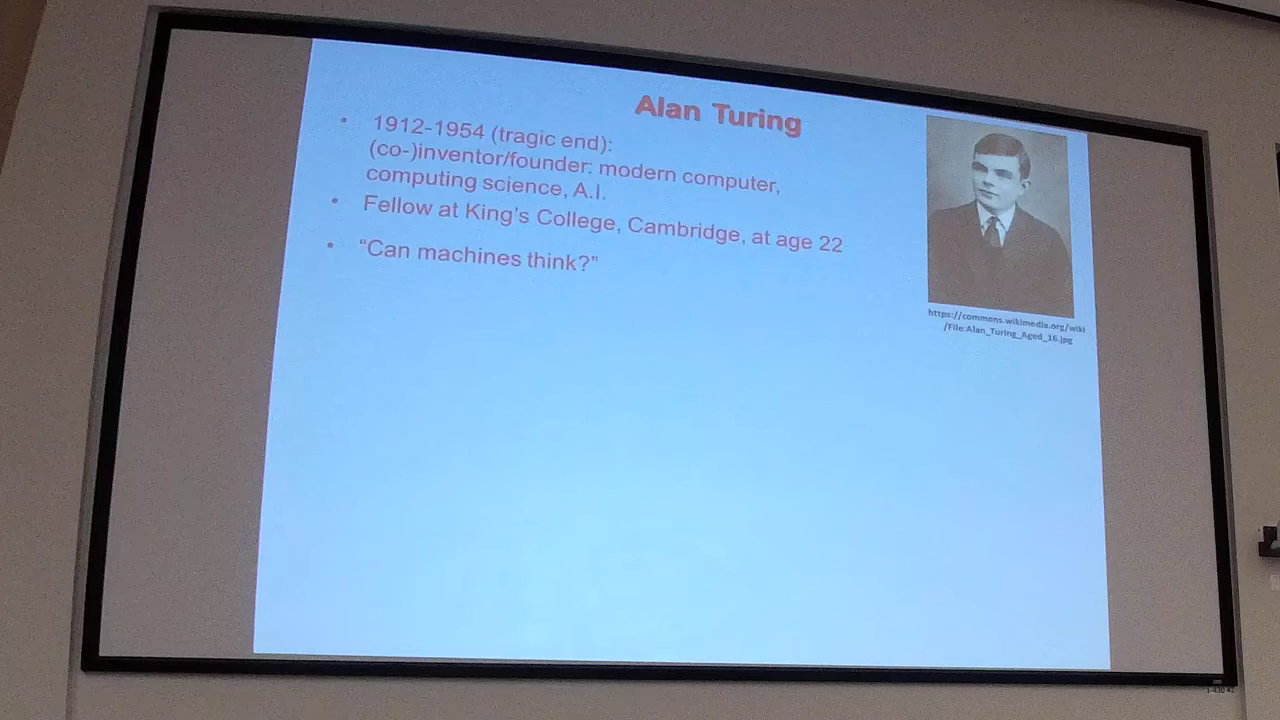 Alan Turing
• 1912-1954 (tragic end):
(co-)inventor/founder: modern computer,
computing science, A.I.
• Fellow at King's College, Cambridge, at age 22
• “Can machines think?”
https://commons.wikimedia.org/wiki
/File:Alan_Turing_Aged_16.jpg